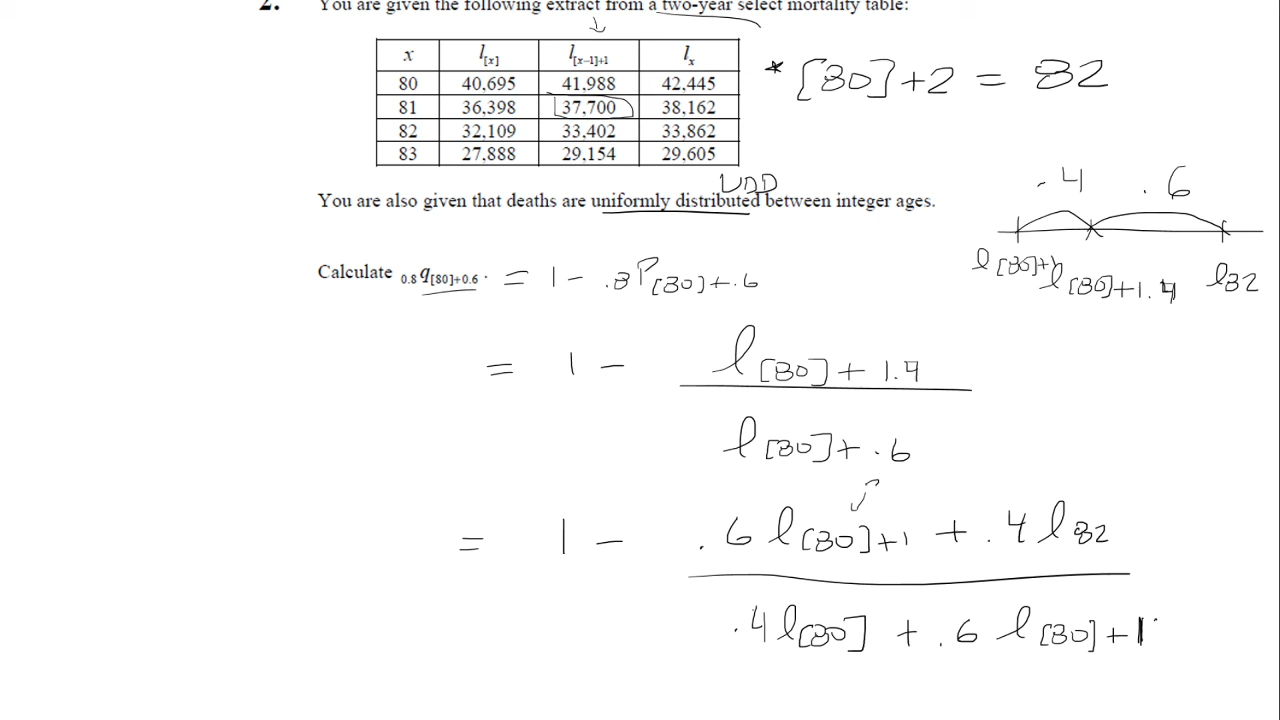 2. You are given the following extract from a two-year select mortality table:
x l[x] l[x−1]+1 lx
80 40,695 41,988 42,445
81 36,398 37,700 38,162
82 32,109 33,402 33,862
83 27,888 29,154 29,605
* [80]+2 = 82
UDD
You are also given that deaths are uniformly distributed between integer ages.
.4 .6
l[80]+1 l[80]+1.4 l82
Calculate 0.8 q[80]+0.6 . = 1 − .8P[80]+.6
= 1 − l[80]+1.4
l[80]+.6
= 1 − .6 l[80]+1 + .4 l82
.4 l[80] + .6 l[80]+1